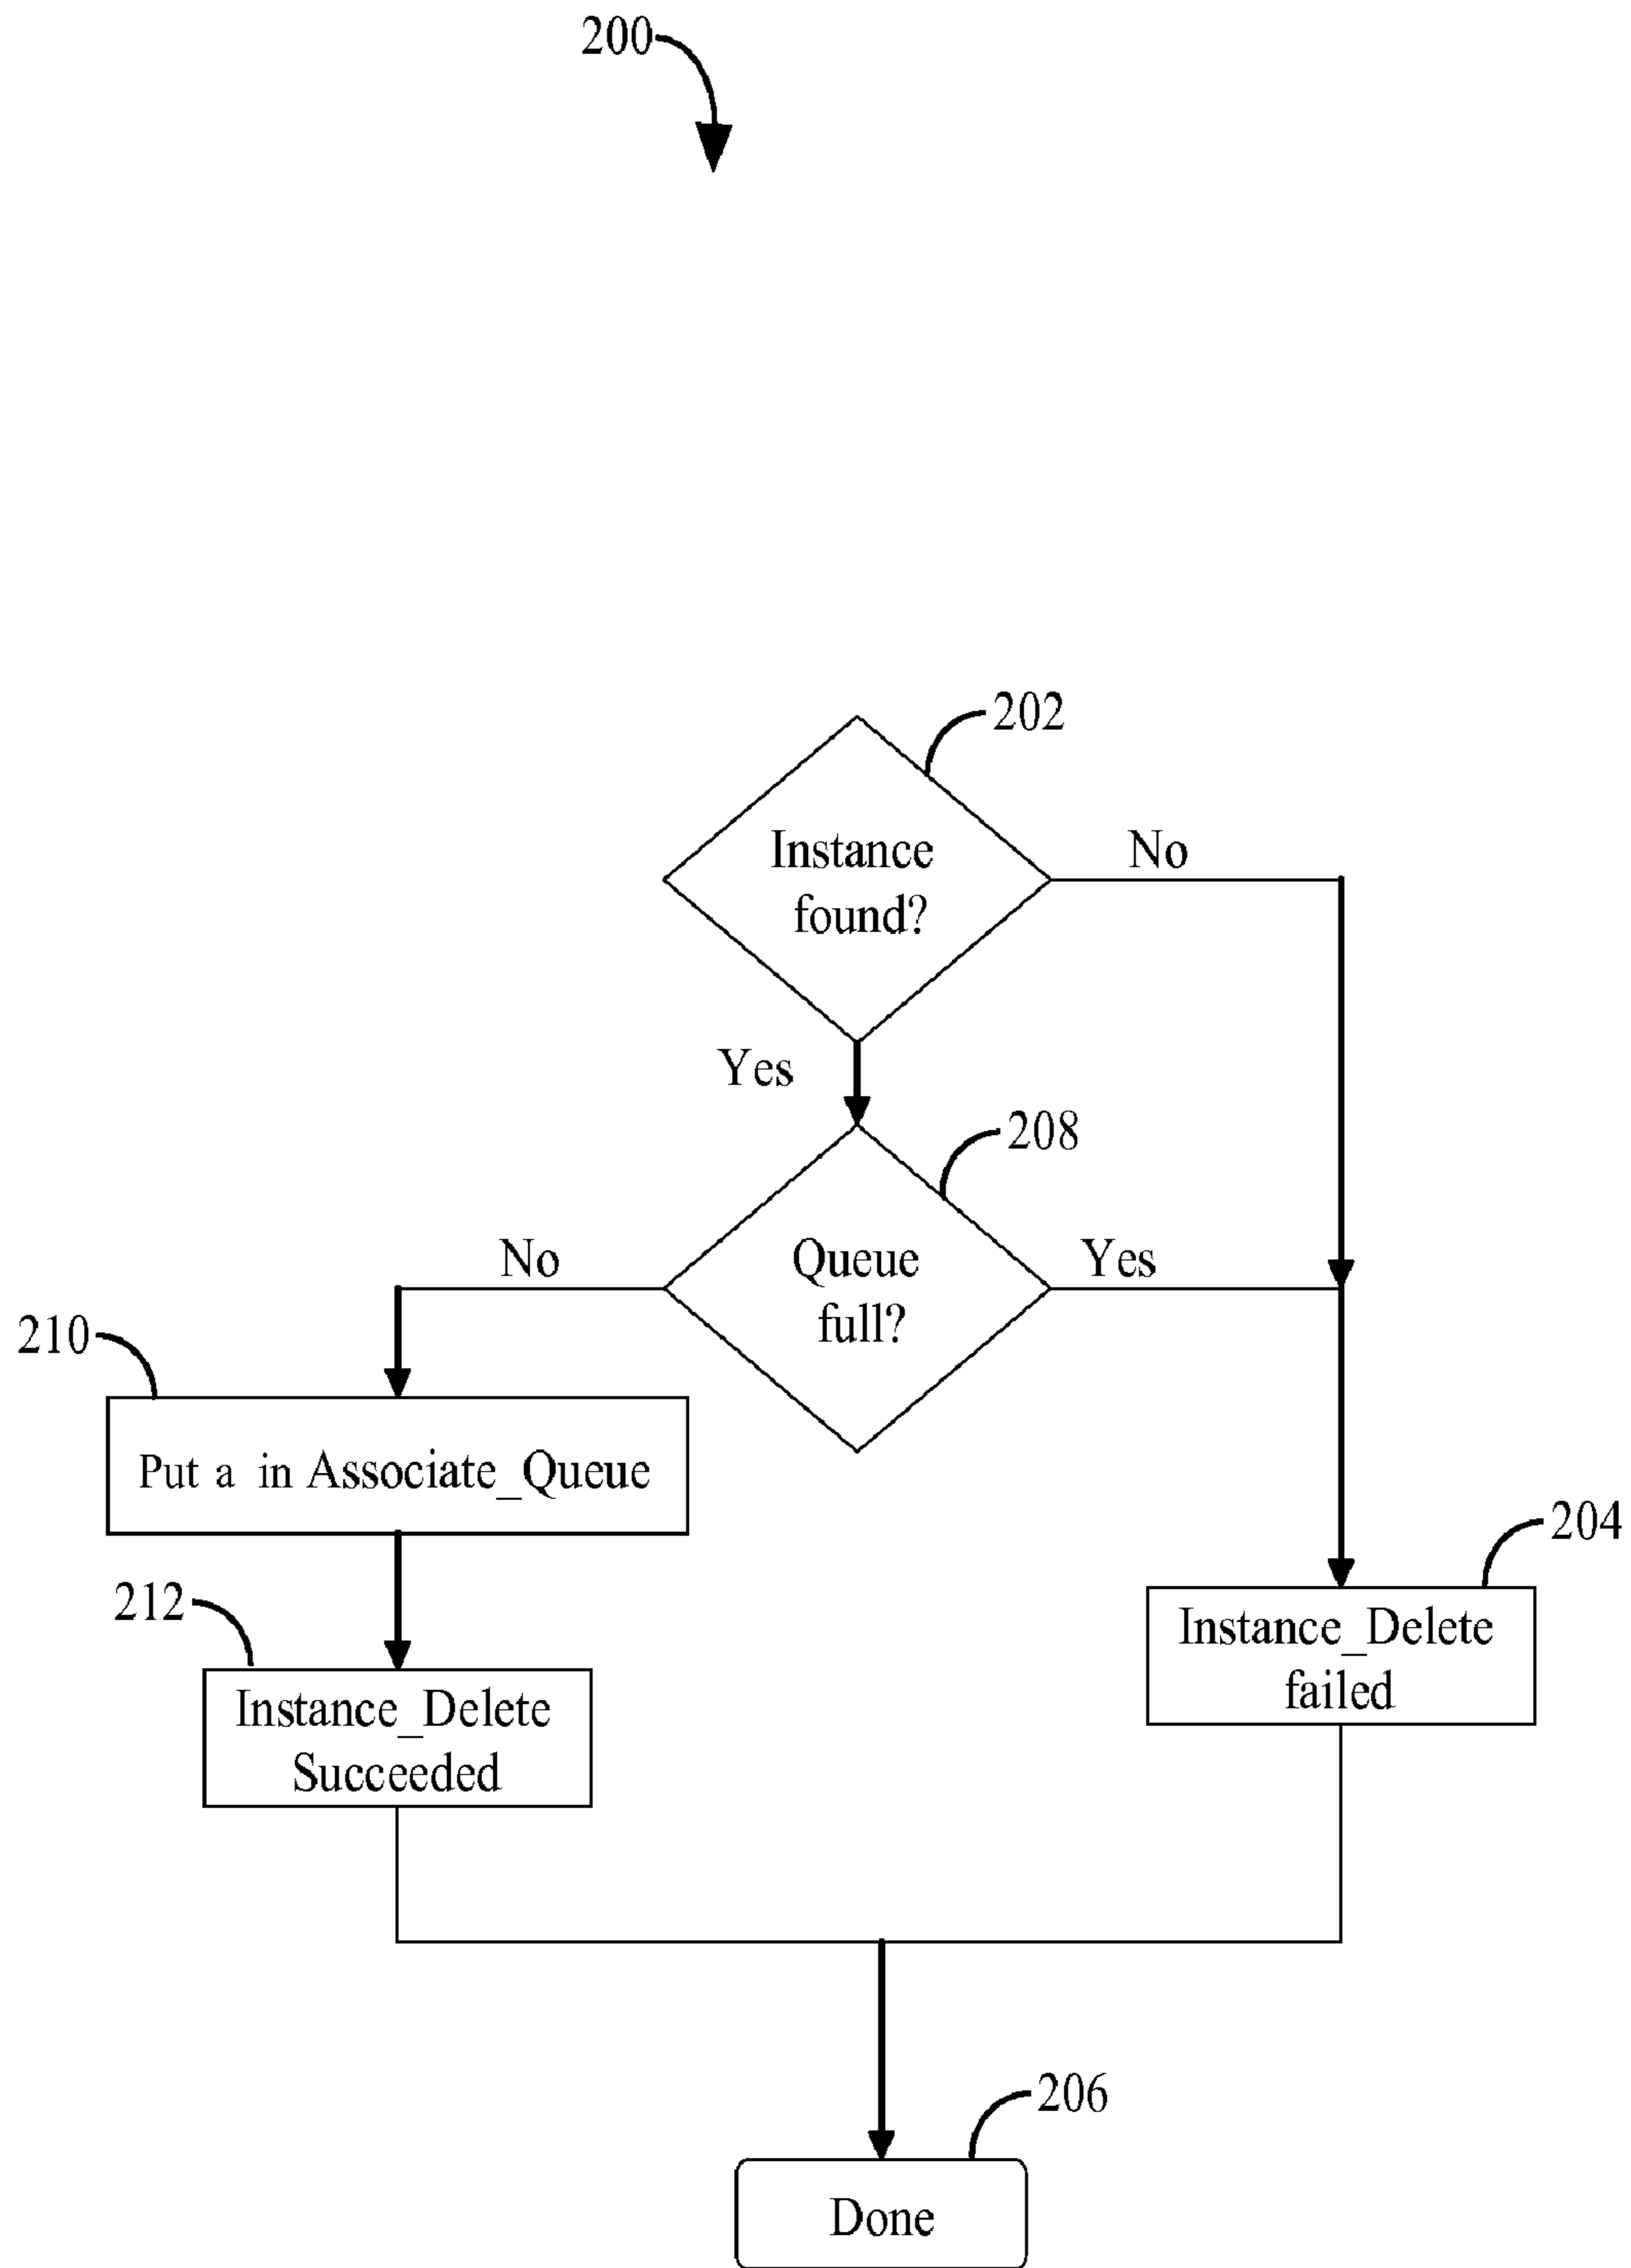 200
202
Instance
found?
No
Yes
208
Queue
full?
No
Yes
210
Put a in Associate_Queue
204
Instance_Delete
failed
212
Instance_Delete
Succeeded
206
Done